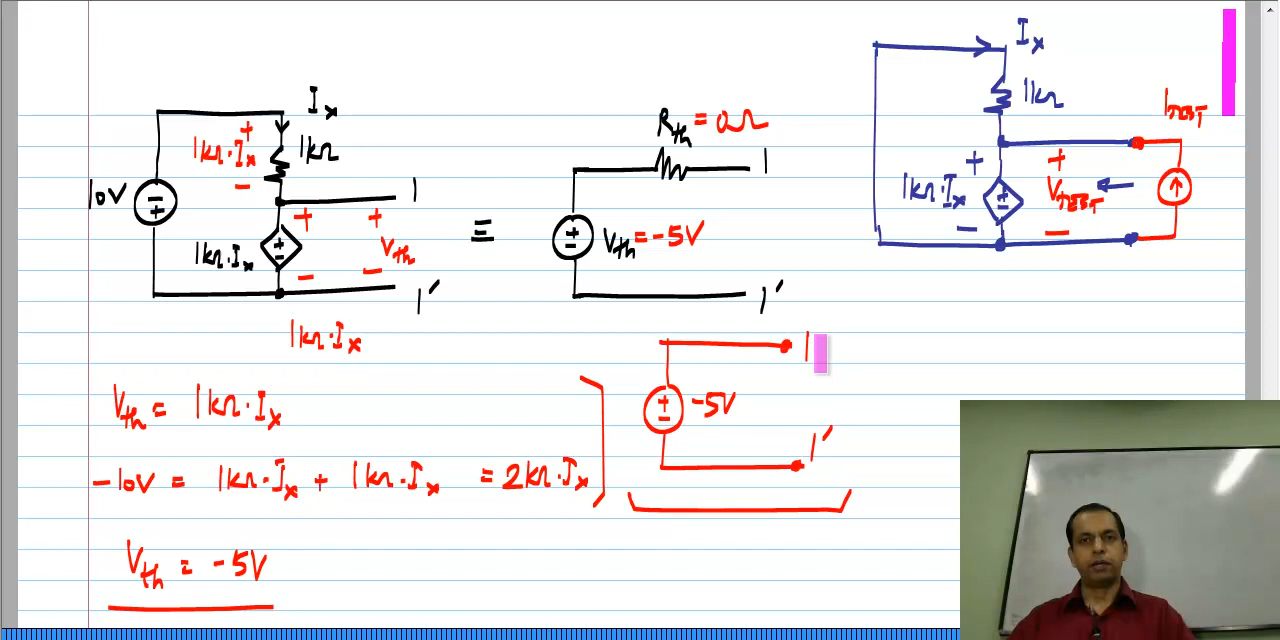 Ix
1kΩ·Ix
+
−
1kΩ
10V
− +
1
+ −
1kΩ·Ix
+
−
+
Vth
−
1'
≡
Rth = 0Ω
1
+ −
Vth = -5V
1'
Ix
1kΩ
ITEST
+
1kΩ·Ix
+ −
−
+
VTEST
−
1kΩ·Ix
Vth = 1kΩ·Ix
-10V = 1kΩ·Ix + 1kΩ·Ix = 2kΩ·Ix
Vth = -5V
1
+ −
-5V
1'